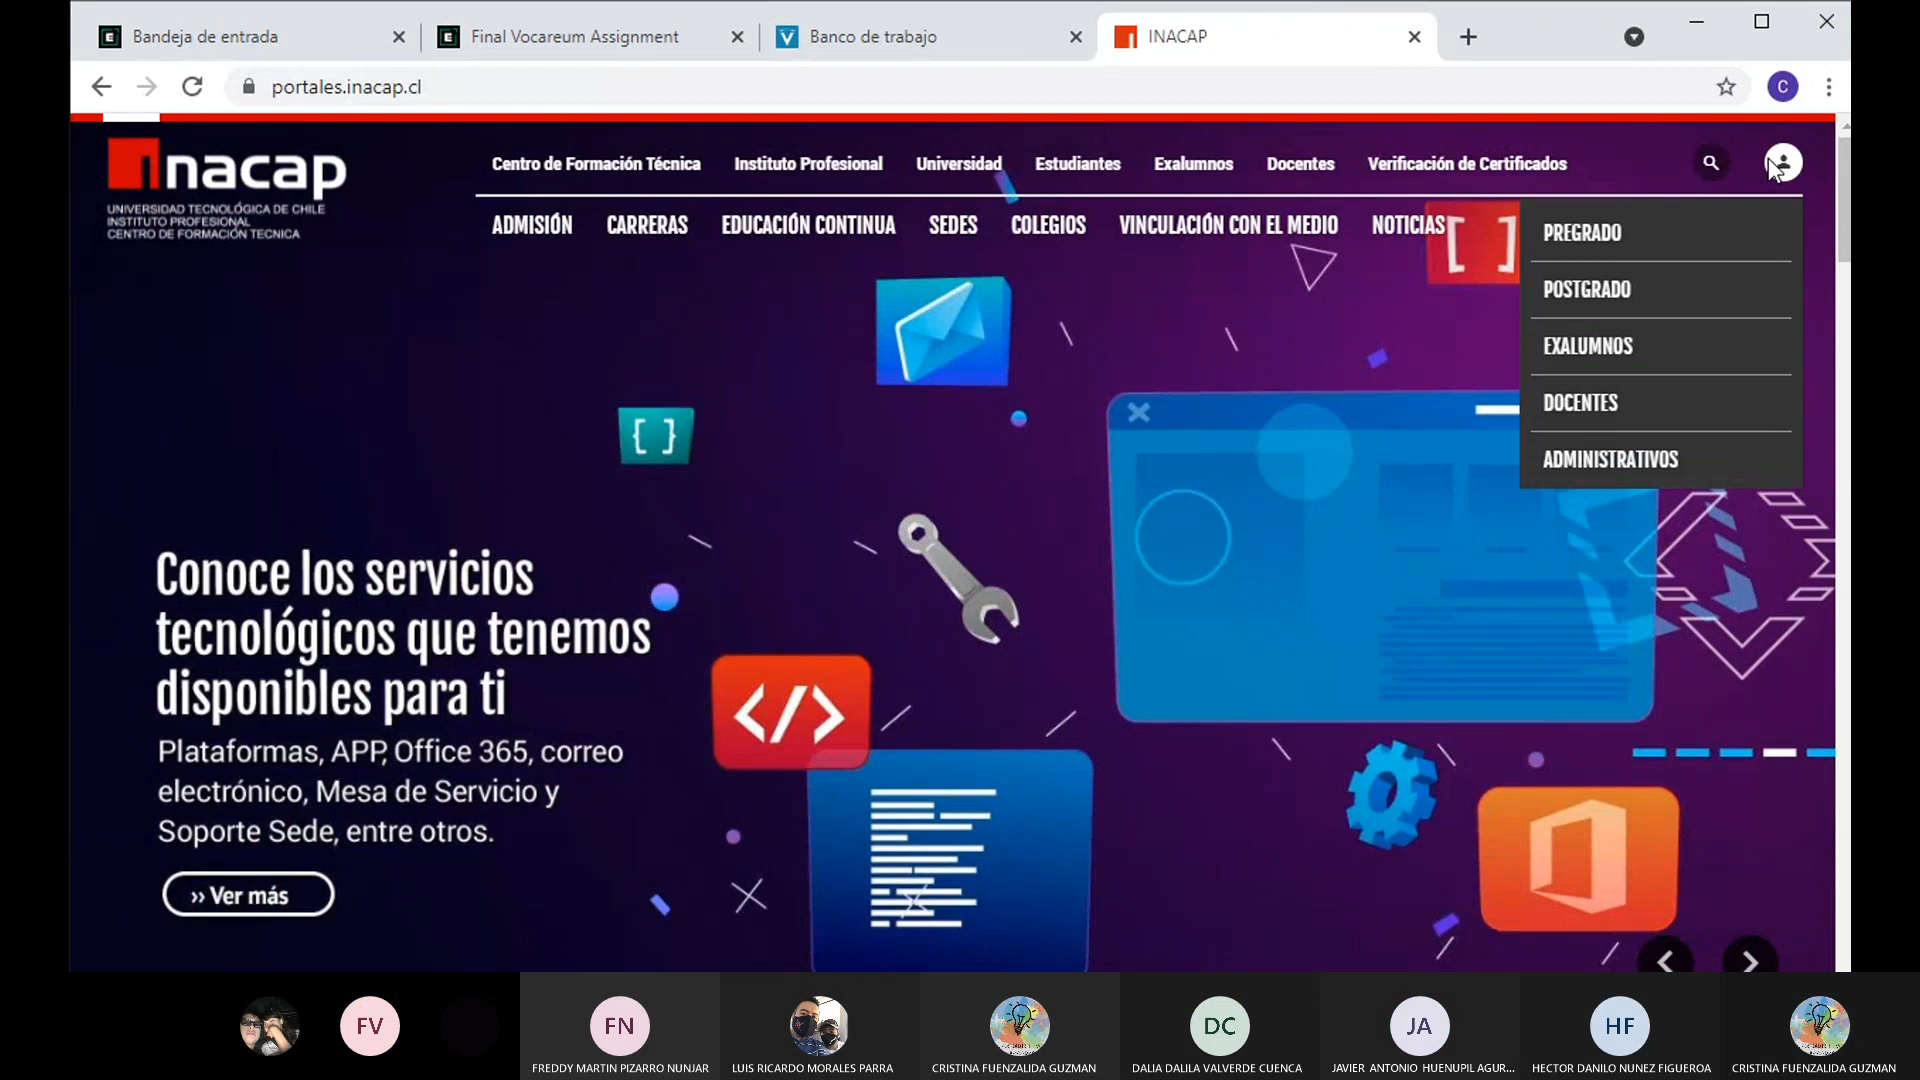 Bandeja de entrada
Final Vocareum Assignment
Banco de trabajo
INACAP
portales.inacap.cl
C
ınacap
UNIVERSIDAD TECNOLÓGICA DE CHILE
INSTITUTO PROFESIONAL
CENTRO DE FORMACIÓN TECNICA
Centro de Formación Técnica
Instituto Profesional
Universidad
Estudiantes
Exalumnos
Docentes
Verificación de Certificados
ADMISIÓN
CARRERAS
EDUCACIÓN CONTINUA
SEDES
COLEGIOS
VINCULACIÓN CON EL MEDIO
NOTICIAS
[ ]
PREGRADO
POSTGRADO
EXALUMNOS
DOCENTES
ADMINISTRATIVOS
{ }
</>
Conoce los servicios
tecnológicos que tenemos
disponibles para ti
Plataformas, APP, Office 365, correo
electrónico, Mesa de Servicio y
Soporte Sede, entre otros.
›› Ver más
FV
FN
DC
JA
HF
FREDDY MARTIN PIZARRO NUNJAR
LUIS RICARDO MORALES PARRA
CRISTINA FUENZALIDA GUZMAN
DALIA DALILA VALVERDE CUENCA
JAVIER ANTONIO HUENUPIL AGUR...
HECTOR DANILO NUNEZ FIGUEROA
CRISTINA FUENZALIDA GUZMAN